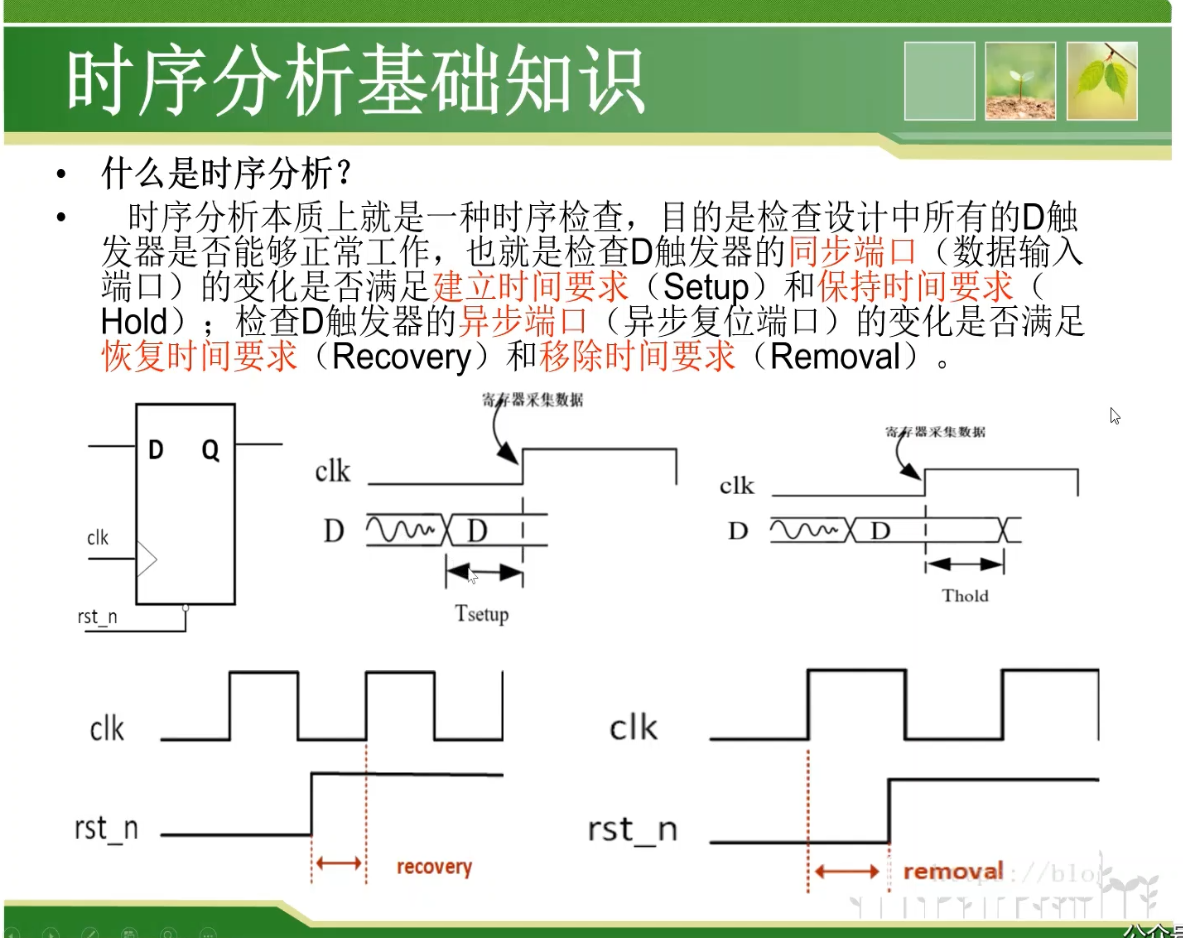 时序分析基础知识
• 什么是时序分析？
• 时序分析本质上就是一种时序检查，目的是检查设计中所有的D触
发器是否能够正常工作，也就是检查D触发器的同步端口（数据输入
端口）的变化是否满足建立时间要求（Setup）和保持时间要求（
Hold）；检查D触发器的异步端口（异步复位端口）的变化是否满足
恢复时间要求（Recovery）和移除时间要求（Removal）。
D Q
clk
rst_n
寄存器采集数据
clk
D D
Tsetup
寄存器采集数据
clk
D D
Thold
clk
rst_n
recovery
clk
rst_n
removal
://blo
公众号